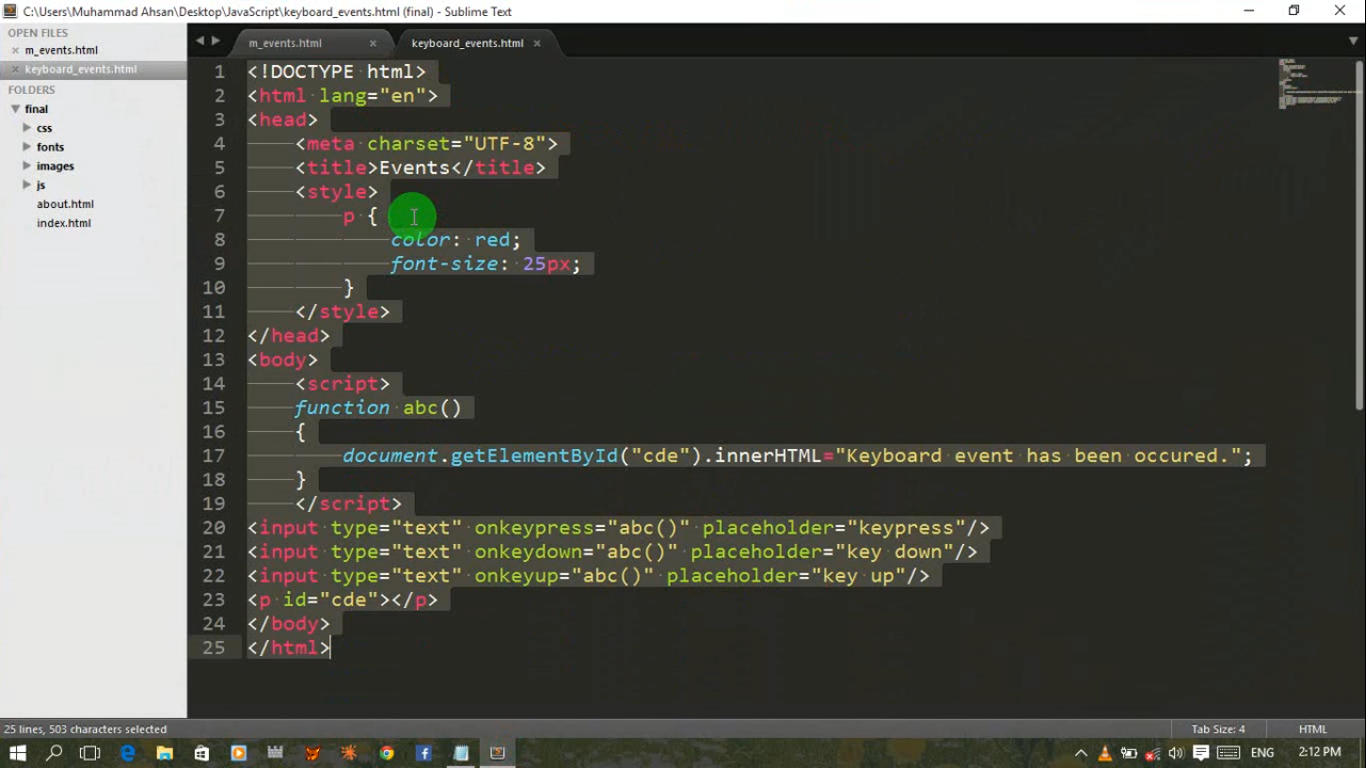 C:\Users\Muhammad Ahsan\Desktop\JavaScript\keyboard_events.html (final) - Sublime Text
OPEN FILES
m_events.html
keyboard_events.html
FOLDERS
final
css
fonts
images
js
about.html
index.html
m_events.html
keyboard_events.html
1 <!DOCTYPE html>
2 <html lang="en">
3 <head>
4 <meta charset="UTF-8">
5 <title>Events</title>
6 <style>
7 p {
8 color: red;
9 font-size: 25px;
10 }
11 </style>
12 </head>
13 <body>
14 <script>
15 function abc()
16 {
17 document.getElementById("cde").innerHTML="Keyboard event has been occured.";
18 }
19 </script>
20 <input type="text" onkeypress="abc()" placeholder="keypress"/>
21 <input type="text" onkeydown="abc()" placeholder="key down"/>
22 <input type="text" onkeyup="abc()" placeholder="key up"/>
23 <p id="cde"></p>
24 </body>
25 </html>
25 lines, 503 characters selected
Tab Size: 4
HTML
ENG
2:12 PM